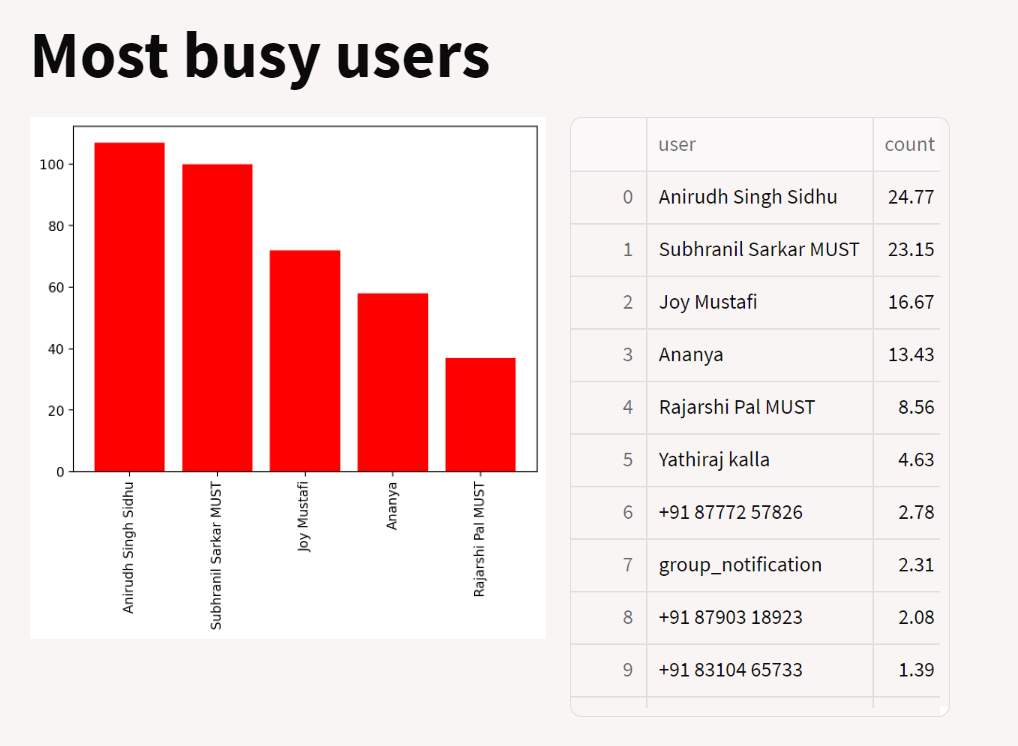 Most busy users
100
80
60
40
20
0
Anirudh Singh Sidhu
Subhranil Sarkar MUST
Joy Mustafi
Ananya
Rajarshi Pal MUST
user count
0 Anirudh Singh Sidhu 24.77
1 Subhranil Sarkar MUST 23.15
2 Joy Mustafi 16.67
3 Ananya 13.43
4 Rajarshi Pal MUST 8.56
5 Yathiraj kalla 4.63
6 +91 87772 57826 2.78
7 group_notification 2.31
8 +91 87903 18923 2.08
9 +91 83104 65733 1.39